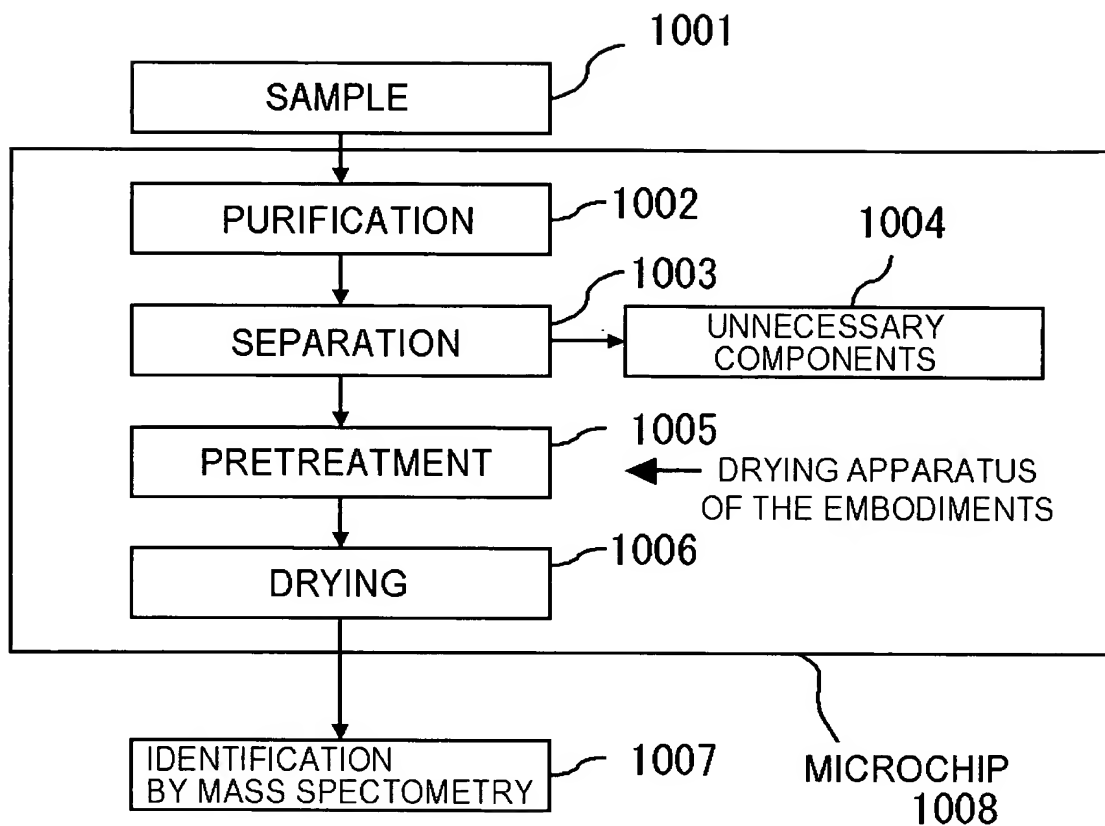 1001
SAMPLE
PURIFICATION
1002
1004
1003
SEPARATION
UNNECESSARY
COMPONENTS
1005
PRETREATMENT
DRYING APPARATUS
OF THE EMBODIMENTS
1006
DRYING
IDENTIFICATION
BY MASS SPECTOMETRY
1007
MICROCHIP
1008